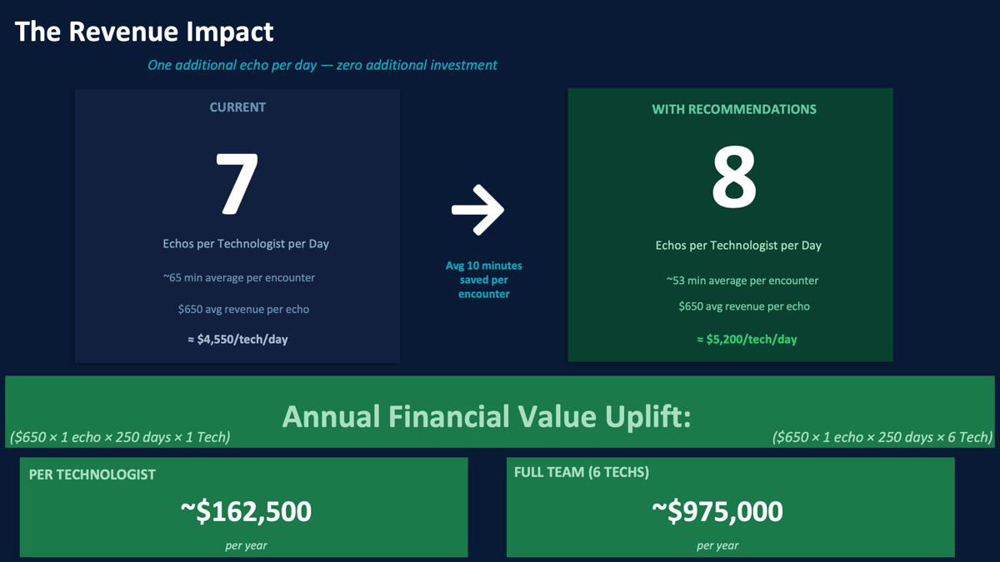 The Revenue Impact
One additional echo per day — zero additional investment
CURRENT
7
Echos per Technologist per Day
~65 min average per encounter
$650 avg revenue per echo
≈ $4,550/tech/day
Avg 10 minutes
saved per
encounter
WITH RECOMMENDATIONS
8
Echos per Technologist per Day
~53 min average per encounter
$650 avg revenue per echo
≈ $5,200/tech/day
Annual Financial Value Uplift:
($650 × 1 echo × 250 days × 1 Tech)
($650 × 1 echo × 250 days × 6 Tech)
PER TECHNOLOGIST
~$162,500
per year
FULL TEAM (6 TECHS)
~$975,000
per year